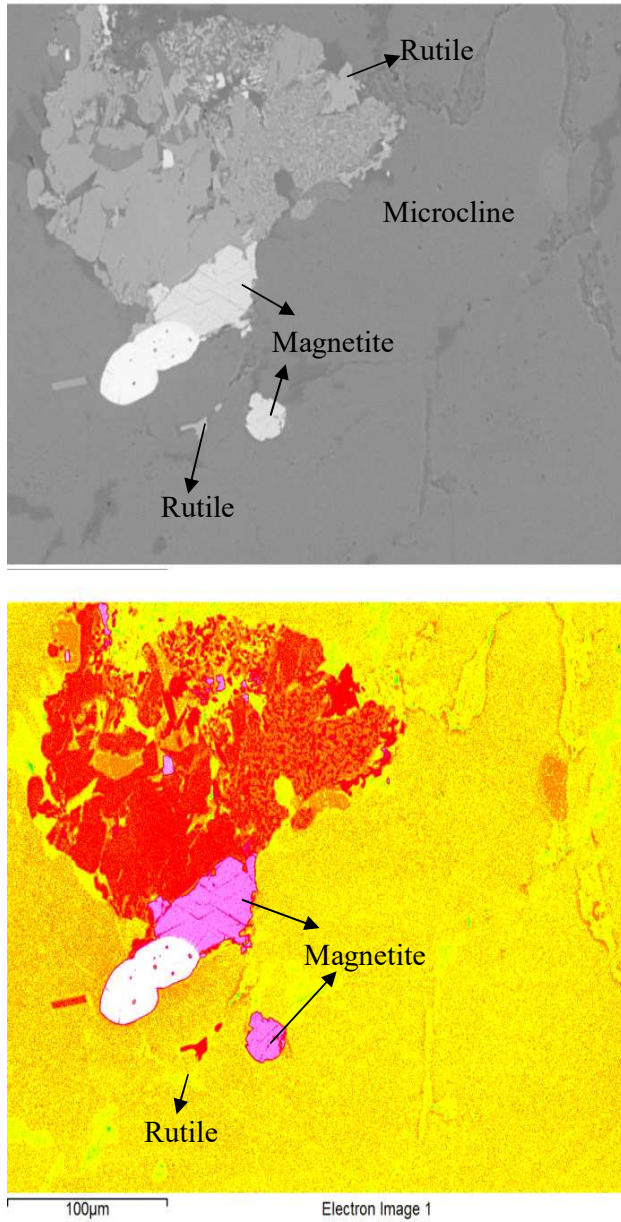 Rutile
Microcline
Magnetite
Rutile
Magnetite
Rutile
100µm
Electron Image 1